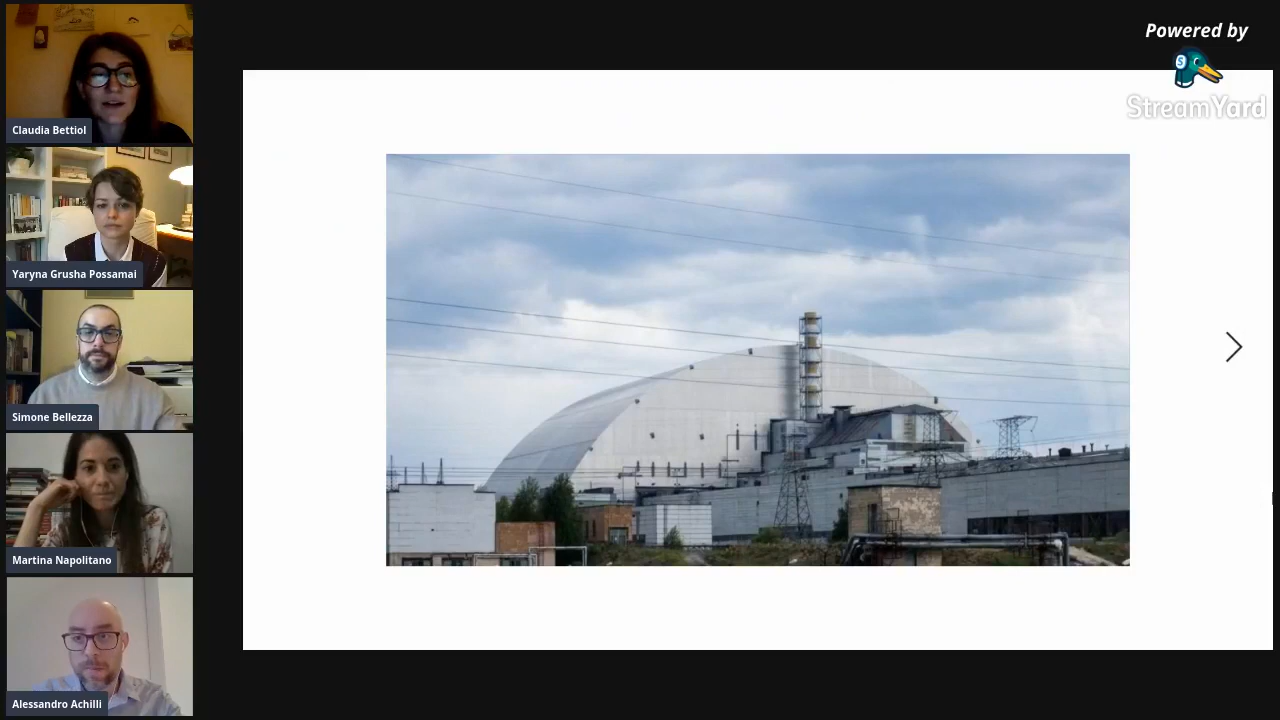 Claudia Bettiol
Yaryna Grusha Possamai
Simone Bellezza
Martina Napolitano
Alessandro Achilli
Powered by
S
StreamYard